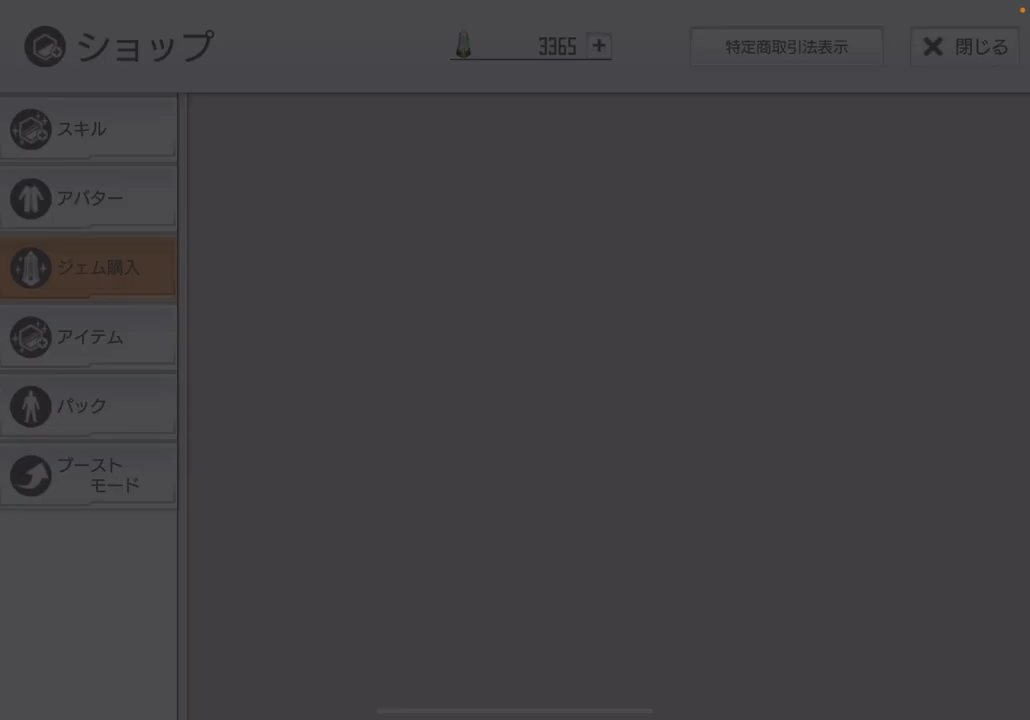 ショップ
3365
特定商取引法表示
閉じる
スキル
アバター
ジェム購入
アイテム
パック
ブースト
モード